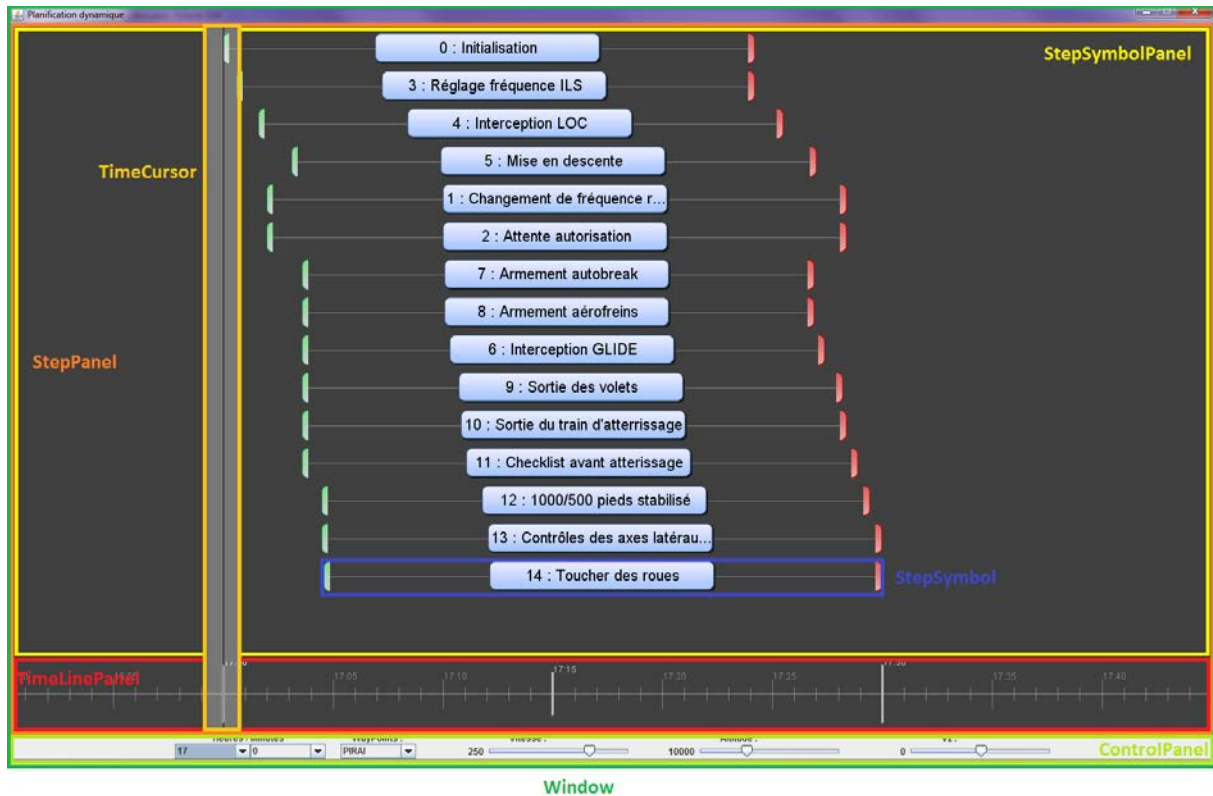 Planification dynamique
StepSymbolPanel
0 : Initialisation
3 : Réglage fréquence ILS
4 : Interception LOC
TimeCursor
5 : Mise en descente
1 : Changement de fréquence r...
2 : Attente autorisation
7 : Armement autobreak
8 : Armement aérofreins
StepPanel
6 : Interception GLIDE
9 : Sortie des volets
10 : Sortie du train d'atterrissage
11 : Checklist avant atterissage
12 : 1000/500 pieds stabilisé
13 : Contrôles des axes latérau...
14 : Toucher des roues
StepSymbol
TimeLinePanel
17:05 17:10 17:15 17:20 17:25 17:30 17:35 17:40
Heures / Minutes WayPoints : Vitesse : Altitude : Vz :
17 0 PIRAI 250 10000 0
ControlPanel
Window